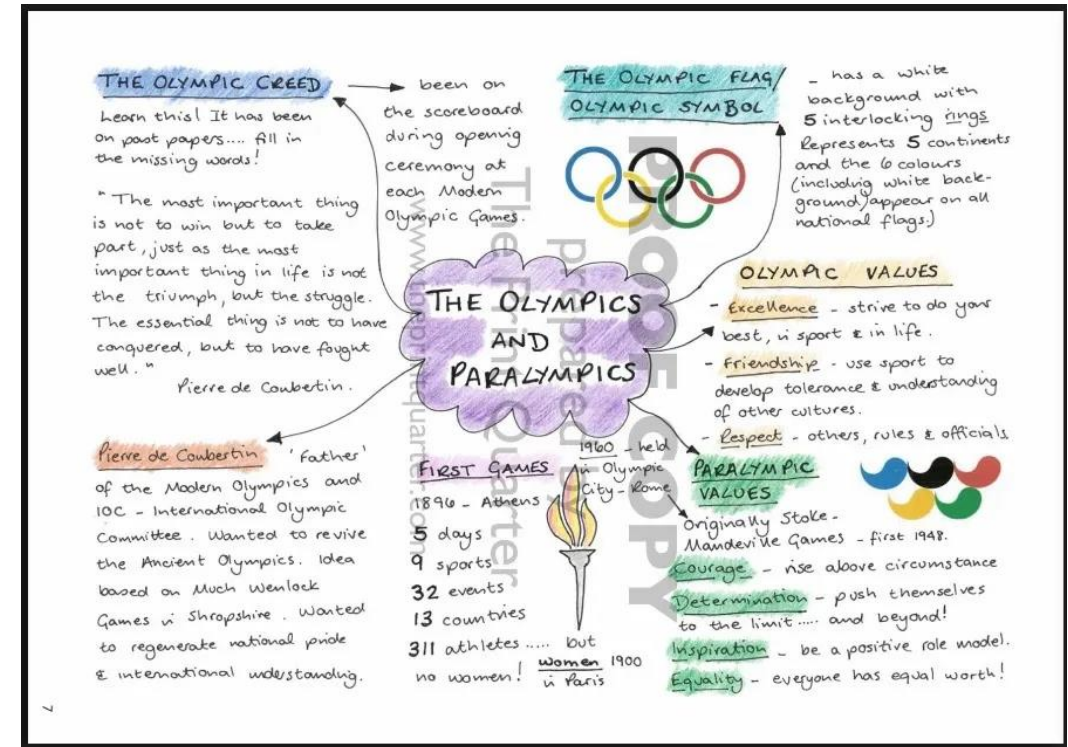 THE OLYMPIC CREED
Learn this! It has been
on past papers.... fill in
the missing words!
"The most important thing
is not to win but to take
part, just as the most
important thing in life is not
the triumph, but the struggle.
The essential thing is not to have
conquered, but to have fought
well."
Pierre de Coubertin.
been on
the scoreboard
during opening
ceremony at
each Modern
Olympic Games.
THE OLYMPIC FLAG/
OLYMPIC SYMBOL
- has a white
background with
5 interlocking rings
Represents 5 continents
and the 6 colours
(including white back-
ground) appear on all
national flags.)
THE OLYMPICS
AND
PARALYMPICS
OLYMPIC VALUES
- Excellence - strive to do your
best, in sport & in life.
- Friendship - use sport to
develop tolerance & understanding
of other cultures.
- Respect - others, rules & officials
Pierre de Coubertin 'Father'
of the Modern Olympics and
IOC - International Olympic
Committee. Wanted to revive
the Ancient Olympics. Idea
based on Much Wenlock
Games in Shropshire. Wanted
to regenerate national pride
& international understanding.
FIRST GAMES
1896 - Athens
5 days
9 sports
32 events
13 countries
311 athletes ..... but
no women! women 1900
in Paris
1960 - held
in Olympic
City - Rome
PARALYMPIC
VALUES
Originally Stoke-
Mandeville Games - first 1948.
Courage - rise above circumstance
Determination - push themselves
to the limit ..... and beyond!
Inspiration - be a positive role model.
Equality - everyone has equal worth!
PROOF COPY
prepared by
The Print Quarter
www.theprintquarter.com
7